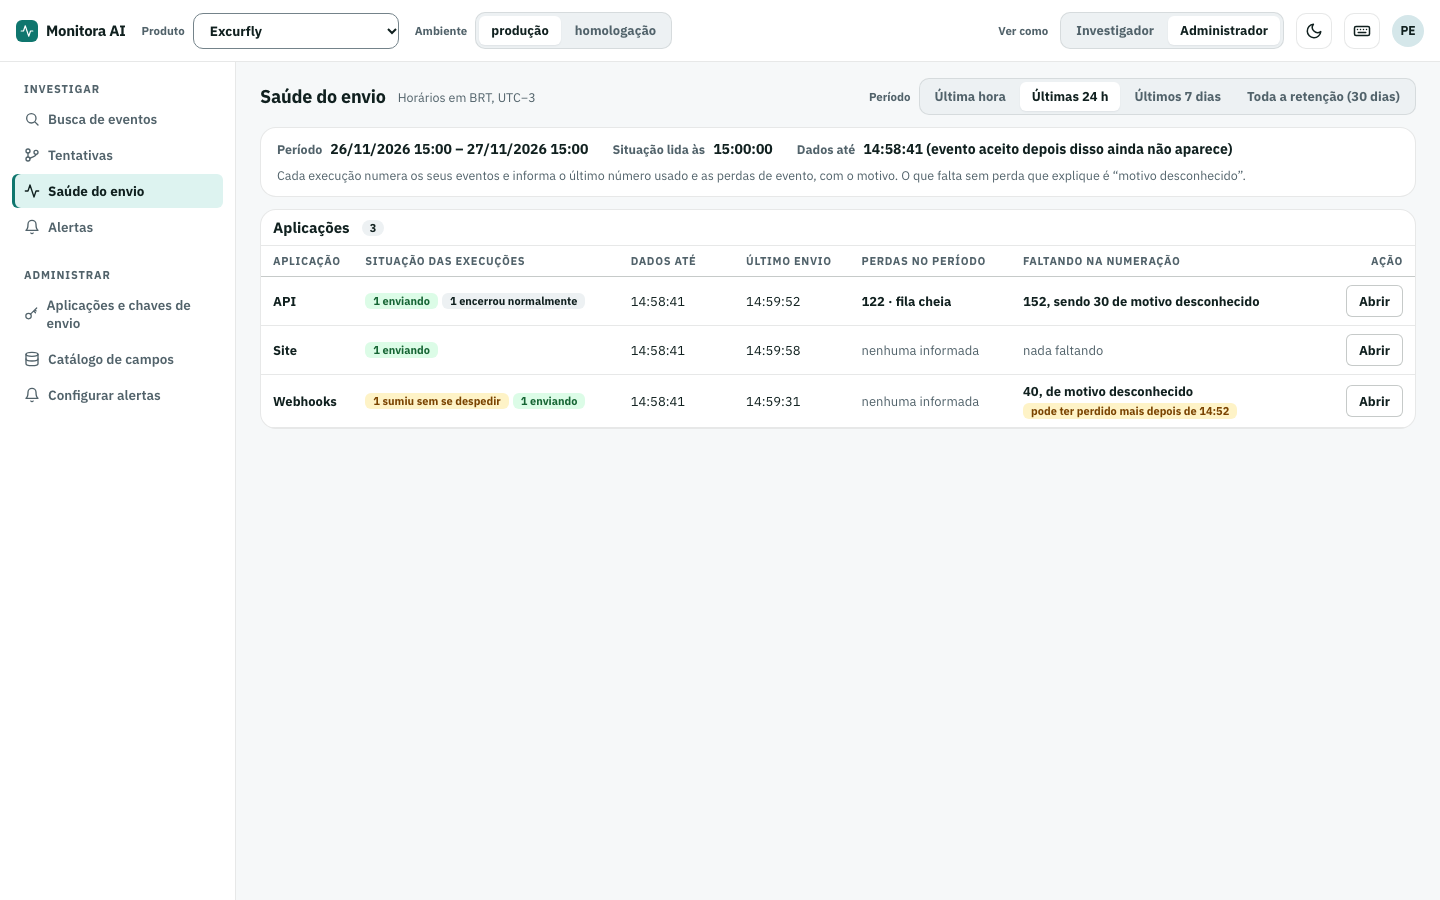 Monitora AI
Produto
Excurfly
Ambiente
produção
homologação
Ver como
Investigador
Administrador
PE
INVESTIGAR
Busca de eventos
Tentativas
Saúde do envio
Alertas
ADMINISTRAR
Aplicações e chaves de
envio
Catálogo de campos
Configurar alertas
Saúde do envio
Horários em BRT, UTC−3
Período
Última hora
Últimas 24 h
Últimos 7 dias
Toda a retenção (30 dias)
Período 26/11/2026 15:00 – 27/11/2026 15:00 Situação lida às 15:00:00 Dados até 14:58:41 (evento aceito depois disso ainda não aparece)
Cada execução numera os seus eventos e informa o último número usado e as perdas de evento, com o motivo. O que falta sem perda que explique é “motivo desconhecido”.
Aplicações 3
APLICAÇÃO SITUAÇÃO DAS EXECUÇÕES DADOS ATÉ ÚLTIMO ENVIO PERDAS NO PERÍODO FALTANDO NA NUMERAÇÃO AÇÃO
API 1 enviando 1 encerrou normalmente 14:58:41 14:59:52 122 · fila cheia 152, sendo 30 de motivo desconhecido Abrir
Site 1 enviando 14:58:41 14:59:58 nenhuma informada nada faltando Abrir
Webhooks 1 sumiu sem se despedir 1 enviando 14:58:41 14:59:31 nenhuma informada 40, de motivo desconhecido Abrir
pode ter perdido mais depois de 14:52